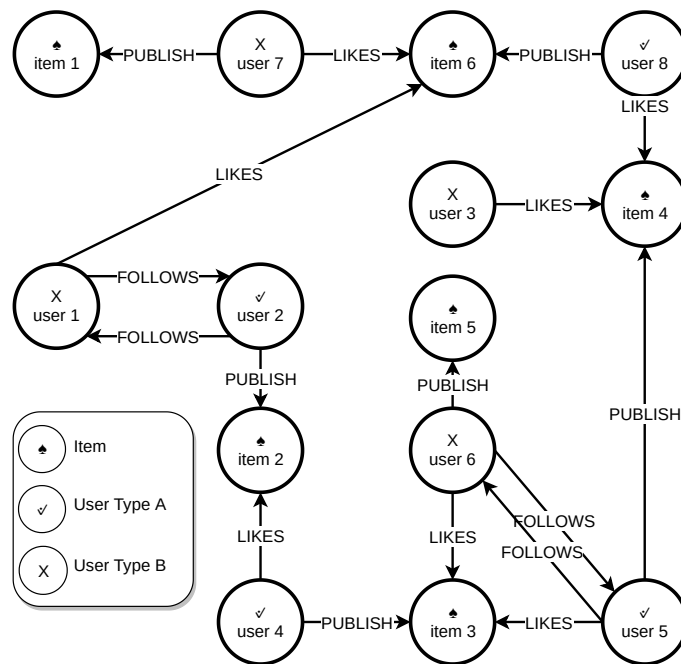 ♠ X ♠ ✓
item 1 PUBLISH user 7 LIKES item 6 PUBLISH user 8
LIKES
LIKES
X ♠
user 3 LIKES item 4
X FOLLOWS ✓ ♠
user 1 user 2 item 5
FOLLOWS
PUBLISH PUBLISH
PUBLISH
♠ Item
♠ X
item 2 user 6
✓ User Type A
FOLLOWS
LIKES LIKES
FOLLOWS
X User Type B
✓ ♠ ✓
user 4 PUBLISH item 3 LIKES user 5